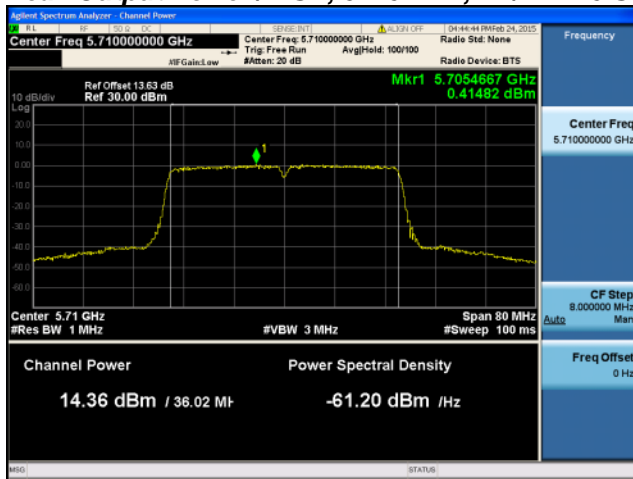 Agilent Spectrum Analyzer - Channel Power
RL RF 50 Ω DC SENSE:INT ALIGN OFF 04:44:44 PM Feb 24, 2015
Center Freq 5.710000000 GHz
Center Freq: 5.710000000 GHz
Radio Std: None
Trig: Free Run Avg|Hold: 100/100
#IFGain:Low #Atten: 20 dB Radio Device: BTS
Frequency
Mkr1 5.7054667 GHz
0.41482 dBm
Ref Offset 13.63 dB
10 dB/div Ref 30.00 dBm
Log
20.0
10.0
0.00
-10.0
-20.0
-30.0
-40.0
-50.0
-60.0
1
Center 5.71 GHz Span 80 MHz
#Res BW 1 MHz #VBW 3 MHz #Sweep 100 ms
Channel Power Power Spectral Density
14.36 dBm / 36.02 MH -61.20 dBm /Hz
Center Freq
5.710000000 GHz
CF Step
8.000000 MHz
Auto Man
Freq Offset
0 Hz
MSG STATUS